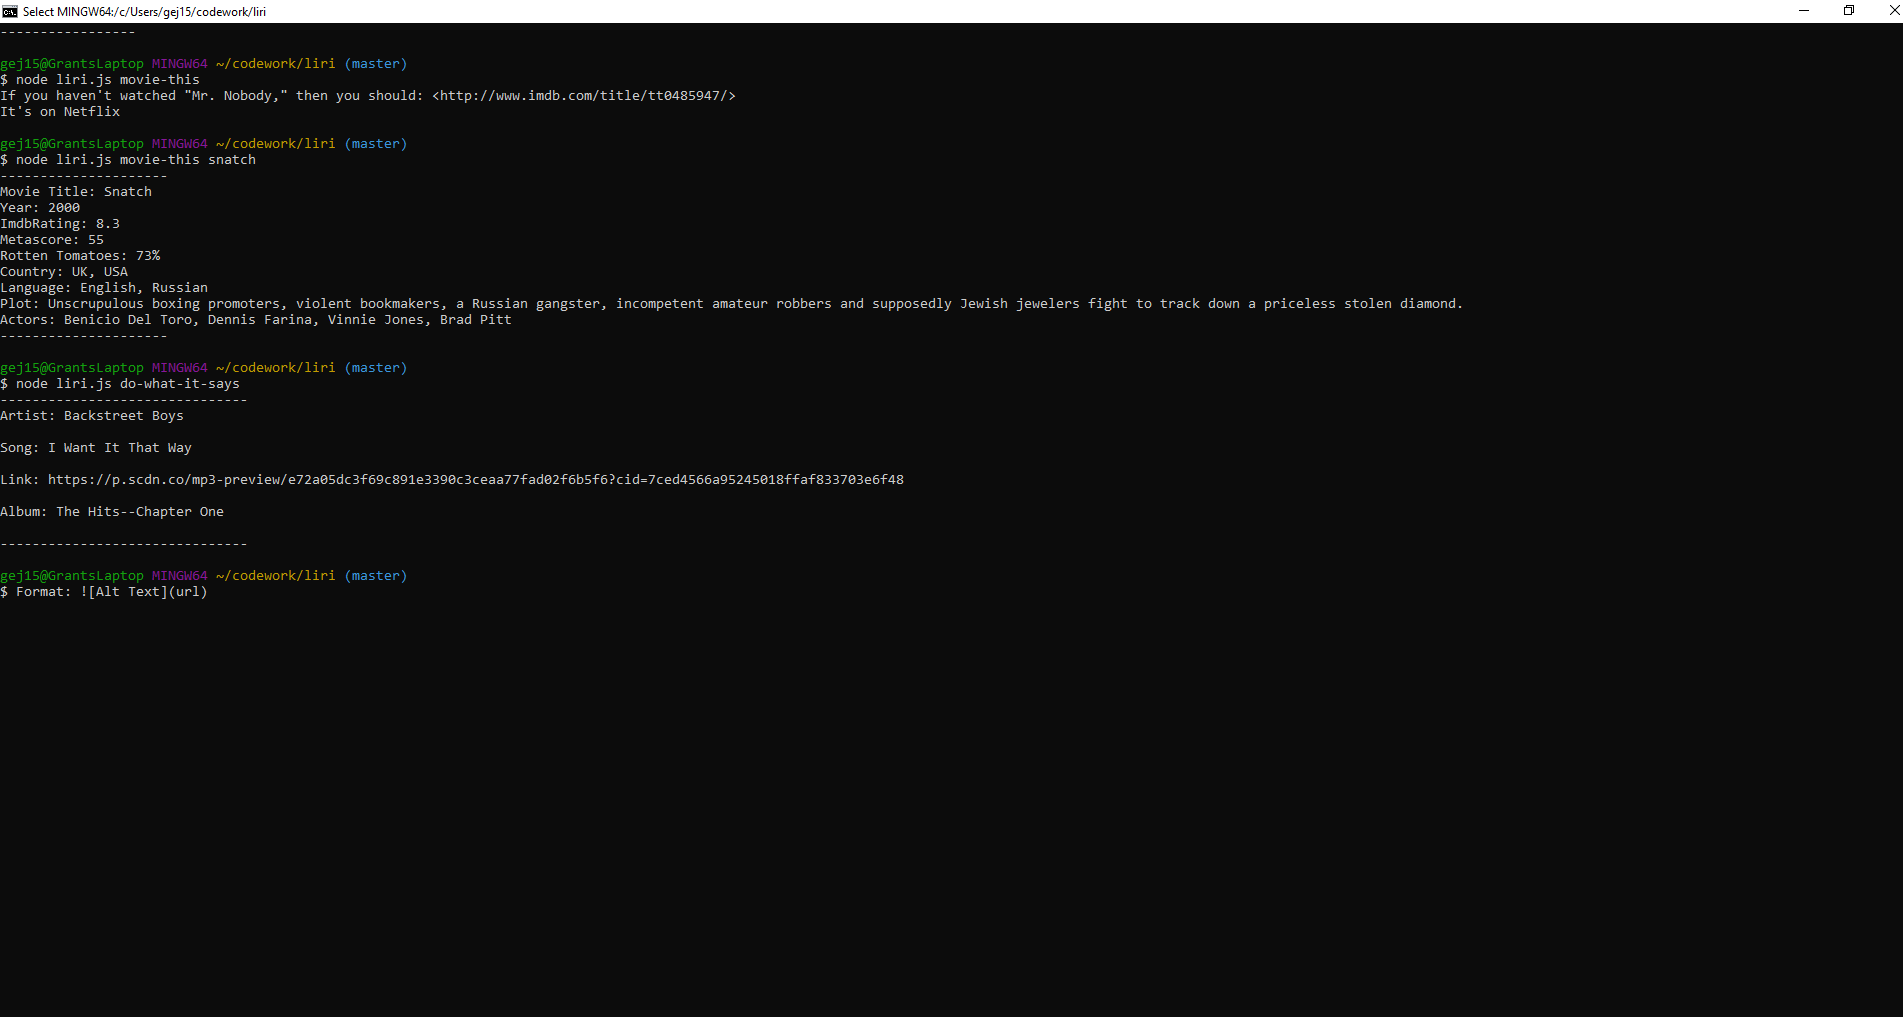 Select MINGW64:/c/Users/gej15/codework/liri
-----------------
gej15@GrantsLaptop MINGW64 ~/codework/liri (master)
$ node liri.js movie-this
If you haven't watched "Mr. Nobody," then you should: <http://www.imdb.com/title/tt0485947/>
It's on Netflix
gej15@GrantsLaptop MINGW64 ~/codework/liri (master)
$ node liri.js movie-this snatch
---------------------
Movie Title: Snatch
Year: 2000
ImdbRating: 8.3
Metascore: 55
Rotten Tomatoes: 73%
Country: UK, USA
Language: English, Russian
Plot: Unscrupulous boxing promoters, violent bookmakers, a Russian gangster, incompetent amateur robbers and supposedly Jewish jewelers fight to track down a priceless stolen diamond.
Actors: Benicio Del Toro, Dennis Farina, Vinnie Jones, Brad Pitt
---------------------
gej15@GrantsLaptop MINGW64 ~/codework/liri (master)
$ node liri.js do-what-it-says
-------------------------------
Artist: Backstreet Boys
Song: I Want It That Way
Link: https://p.scdn.co/mp3-preview/e72a05dc3f69c891e3390c3ceaa77fad02f6b5f6?cid=7ced4566a95245018ffaf833703e6f48
Album: The Hits--Chapter One
-------------------------------
gej15@GrantsLaptop MINGW64 ~/codework/liri (master)
$ Format: ![Alt Text](url)